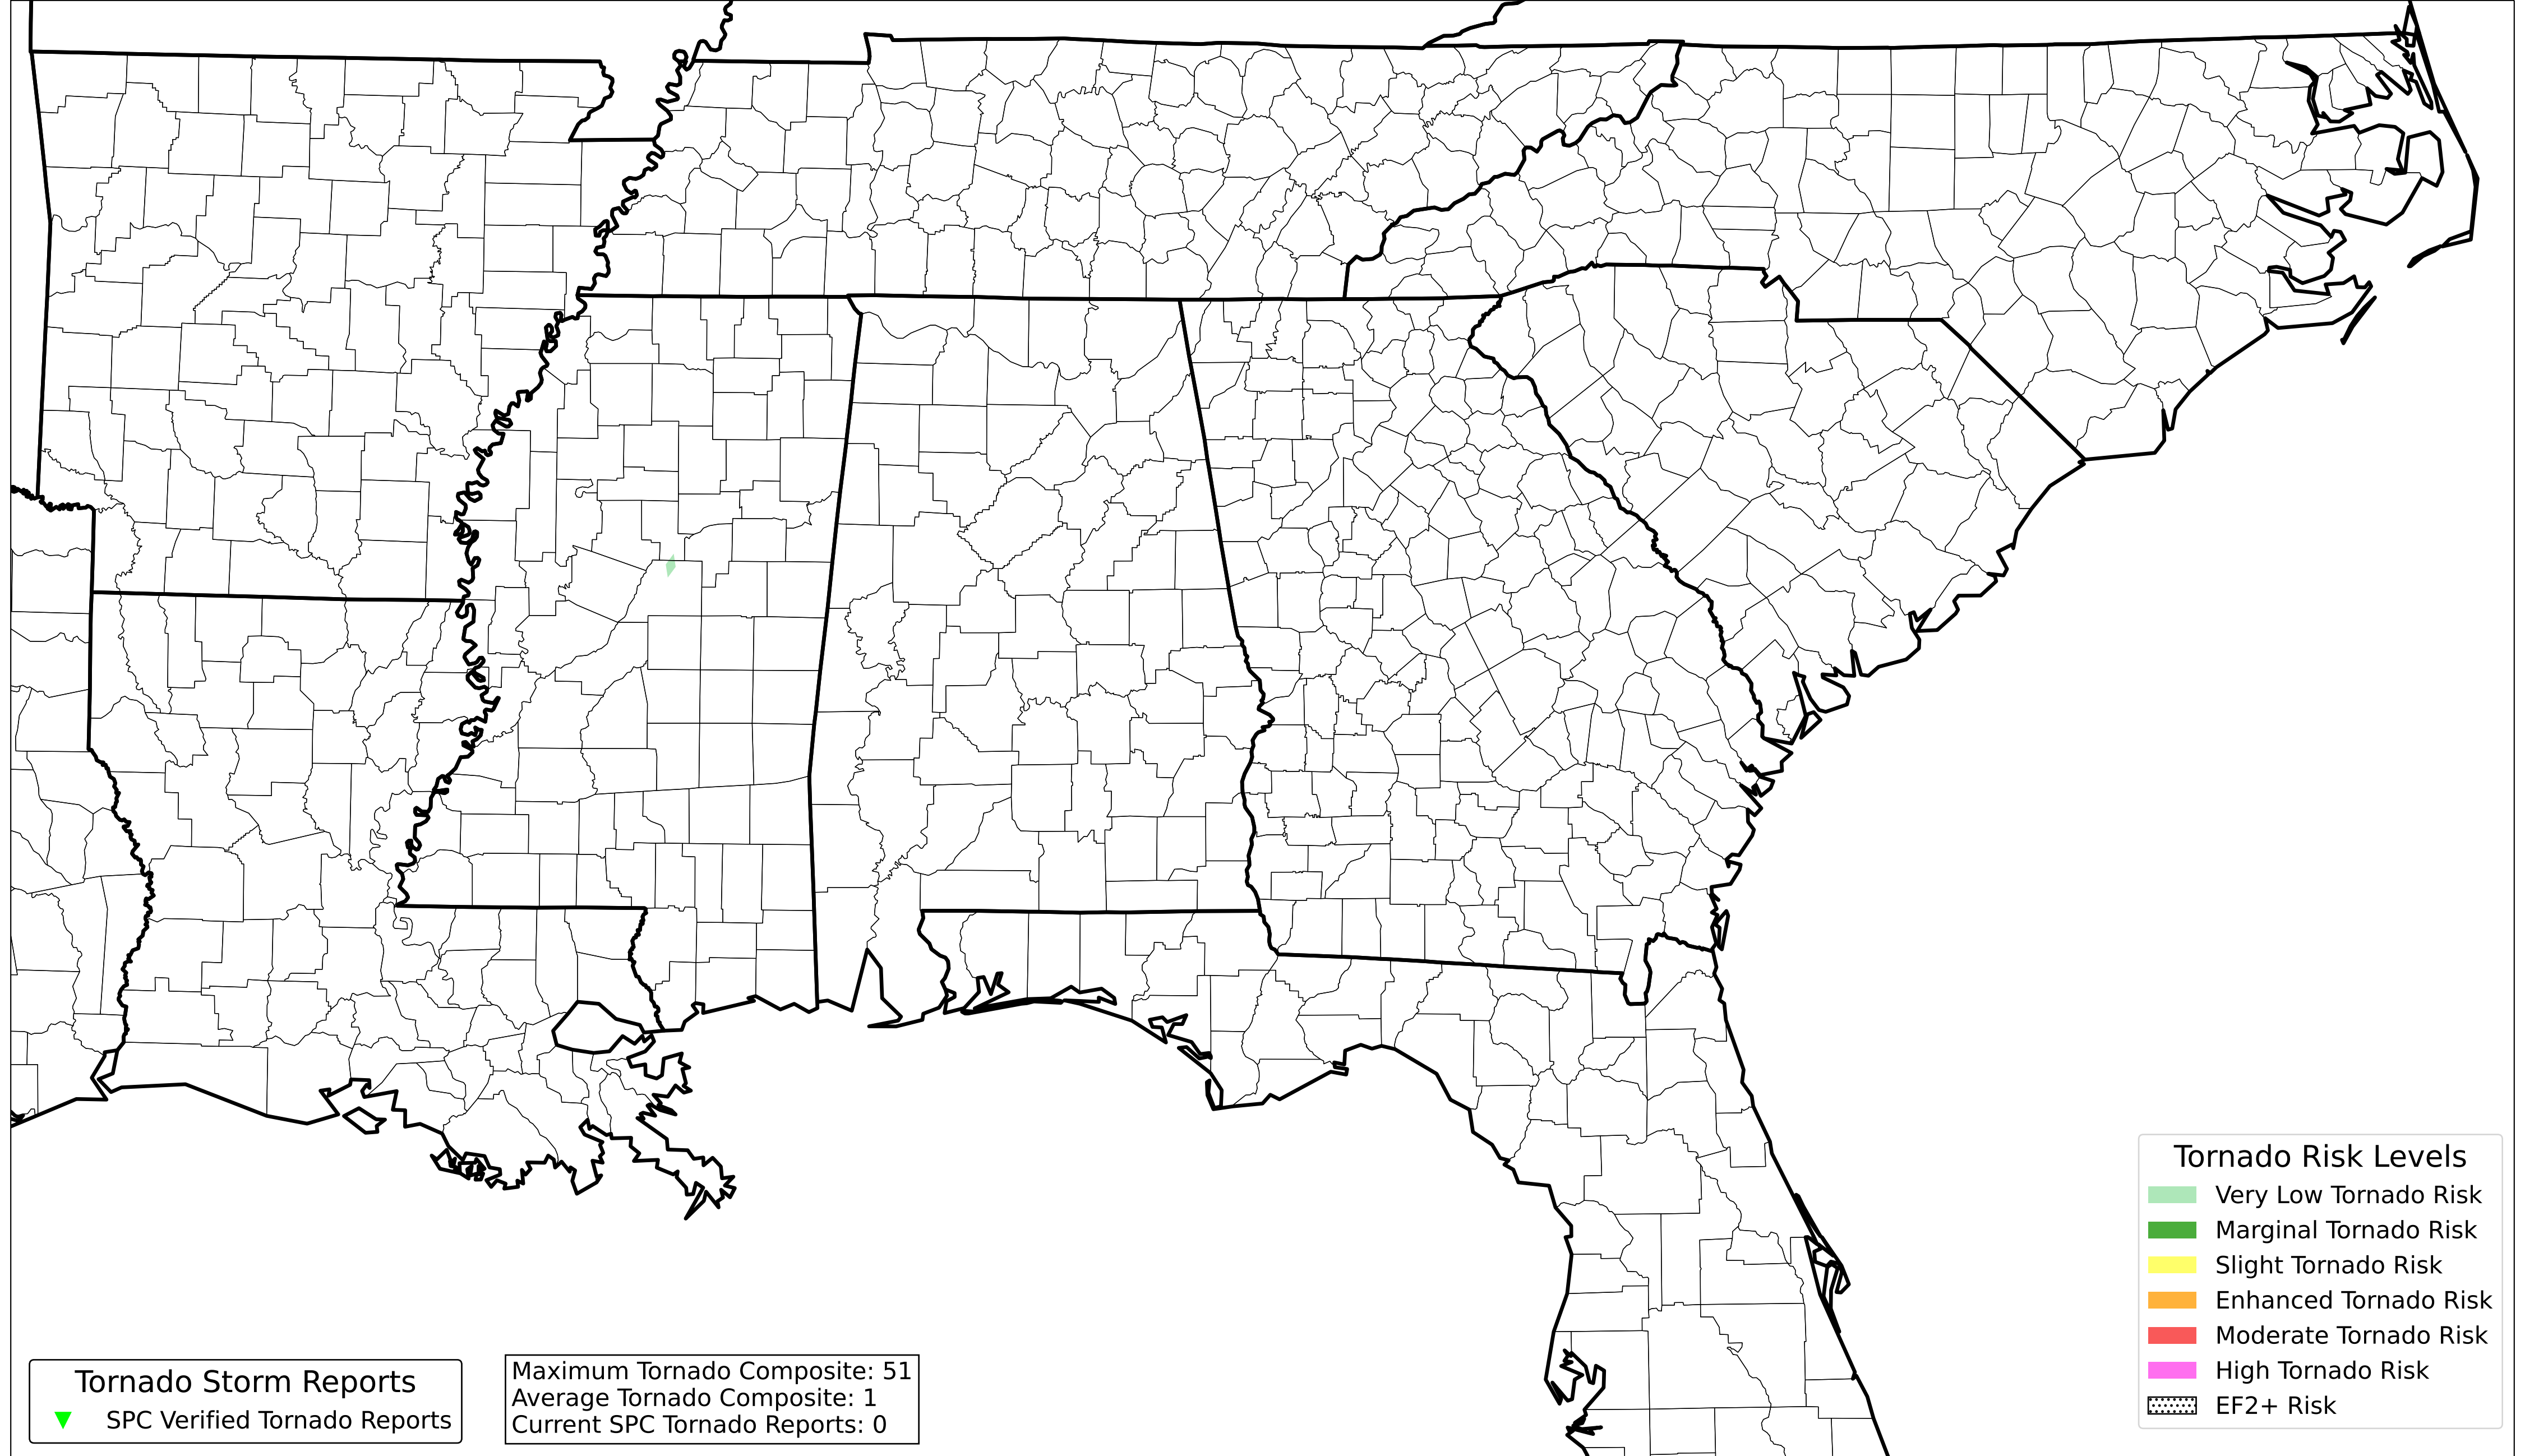 Tornado Risk Levels
Very Low Tornado Risk
Marginal Tornado Risk
Slight Tornado Risk
Enhanced Tornado Risk
Moderate Tornado Risk
High Tornado Risk
EF2+ Risk
Tornado Storm Reports
SPC Verified Tornado Reports
Maximum Tornado Composite: 51
Average Tornado Composite: 1
Current SPC Tornado Reports: 0